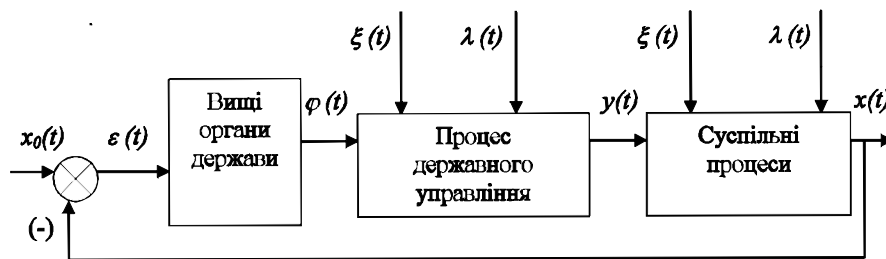 ξ (t)
λ (t)
ξ (t)
λ (t)
x₀(t)
ε (t)
Вищі
органи
держави
φ (t)
Процес
державного
управління
y(t)
Суспільні
процеси
x(t)
(-)